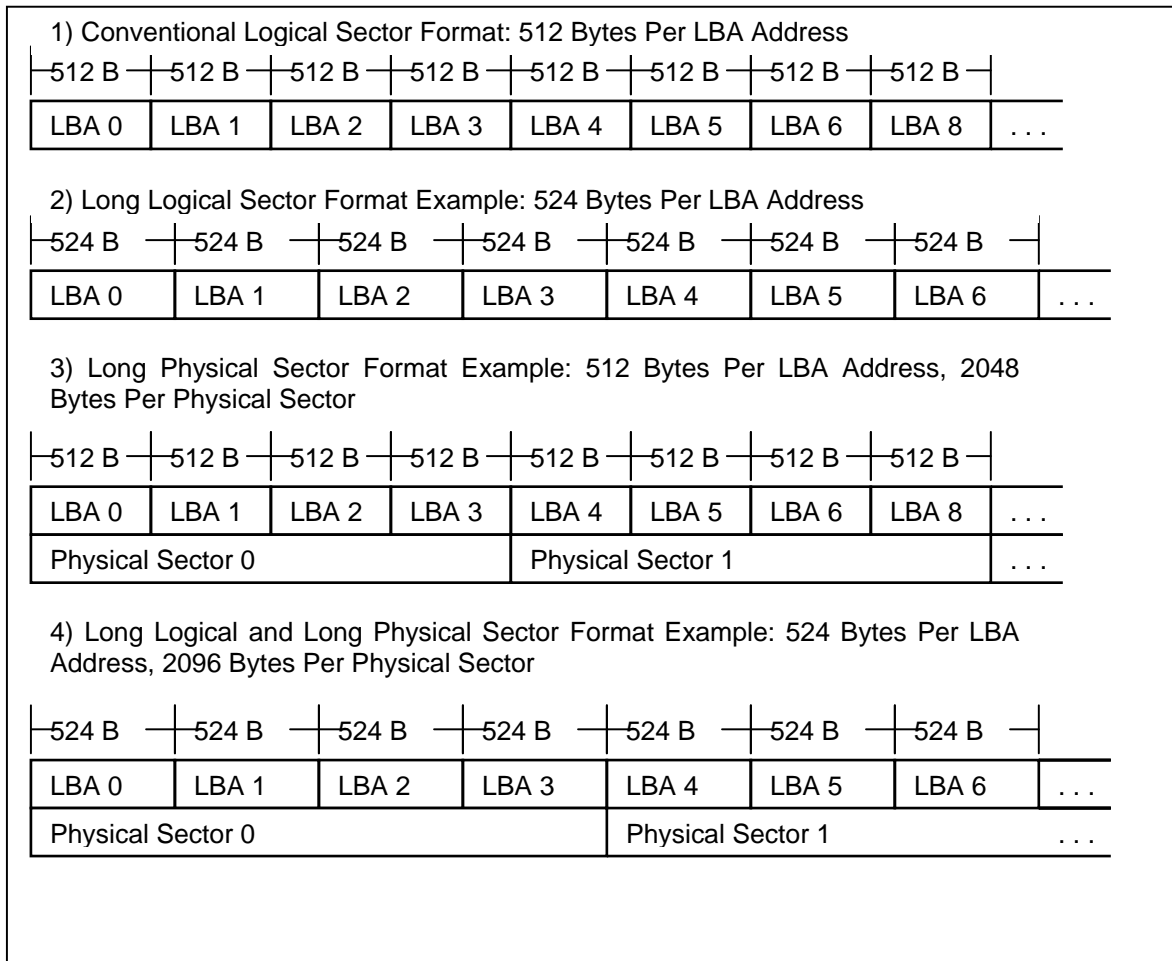 1) Conventional Logical Sector Format: 512 Bytes Per LBA Address
512 B 512 B 512 B 512 B 512 B 512 B 512 B 512 B
LBA 0 LBA 1 LBA 2 LBA 3 LBA 4 LBA 5 LBA 6 LBA 8 . . .
2) Long Logical Sector Format Example: 524 Bytes Per LBA Address
524 B 524 B 524 B 524 B 524 B 524 B 524 B
LBA 0 LBA 1 LBA 2 LBA 3 LBA 4 LBA 5 LBA 6 . . .
3) Long Physical Sector Format Example: 512 Bytes Per LBA Address, 2048
Bytes Per Physical Sector
512 B 512 B 512 B 512 B 512 B 512 B 512 B 512 B
LBA 0 LBA 1 LBA 2 LBA 3 LBA 4 LBA 5 LBA 6 LBA 8 . . .
Physical Sector 0 Physical Sector 1 . . .
4) Long Logical and Long Physical Sector Format Example: 524 Bytes Per LBA
Address, 2096 Bytes Per Physical Sector
524 B 524 B 524 B 524 B 524 B 524 B 524 B
LBA 0 LBA 1 LBA 2 LBA 3 LBA 4 LBA 5 LBA 6 . . .
Physical Sector 0 Physical Sector 1 . . .